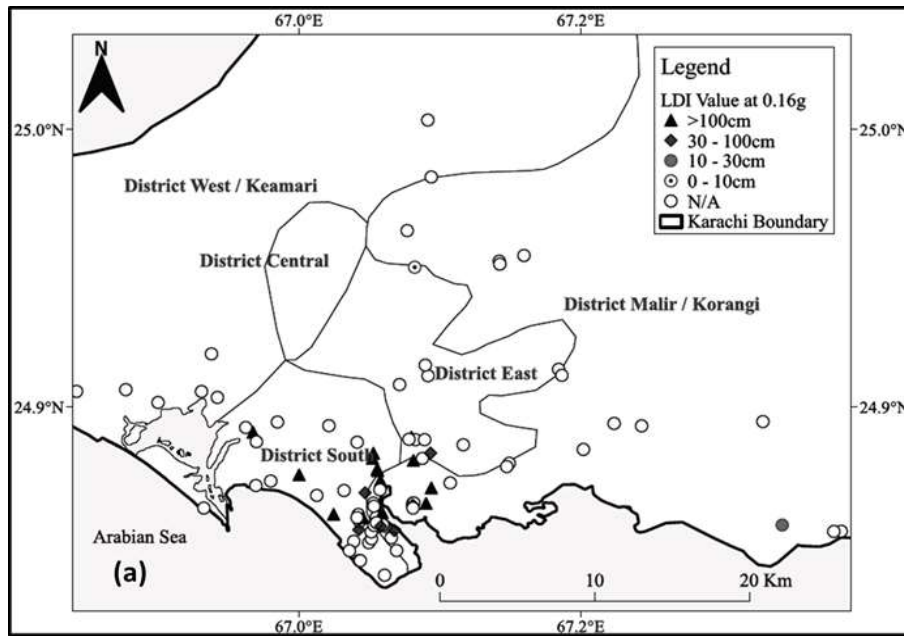 67.0°E
67.2°E
N
Legend
LDI Value at 0.16g
>100cm
30 - 100cm
10 - 30cm
0 - 10cm
N/A
Karachi Boundary
25.0°N
25.0°N
District West / Keamari
District Central
District Malir / Korangi
District East
24.9°N
24.9°N
District South
Arabian Sea
(a)
0
10
20 Km
67.0°E
67.2°E